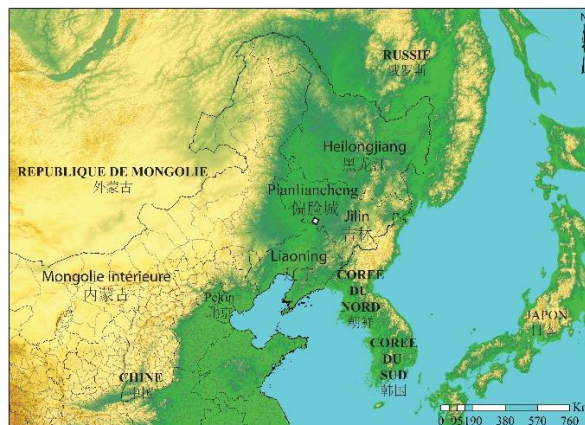 RUSSIE
俄罗斯
Heilongjiang
黑龙江
REPUBLIQUE DE MONGOLIE
外蒙古
Pianliancheng
偏脸城
Jilin
吉林
Liaoning
辽宁
Mongolie intérieure
内蒙古
Pékin
北京
COREE
DU
NORD
朝鲜
JAPON
日本
COREE
DU
SUD
韩国
CHINE
中国
0 95 190 380 570 760